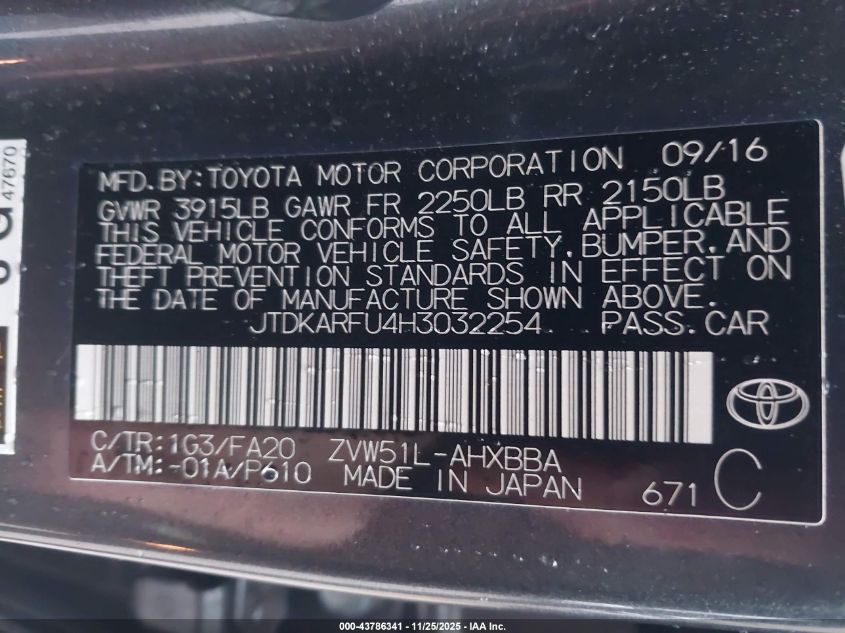 MFD.BY:TOYOTA MOTOR CORPORATION 09/16
GVWR 3915LB GAWR FR 2250LB RR 2150LB
THIS VEHICLE CONFORMS TO ALL APPLICABLE
FEDERAL MOTOR VEHICLE SAFETY,BUMPER,AND
THEFT PREVENTION STANDARDS IN EFFECT ON
THE DATE OF MANUFACTURE SHOWN ABOVE.
JTDKARFU4H3032254 PASS.CAR
C/TR:1G3/FA20 ZVW51L-AHXBBA
A/TM:-01A/P610 MADE IN JAPAN 671 C
47670
000-43786341 - 11/25/2025 - IAA Inc.